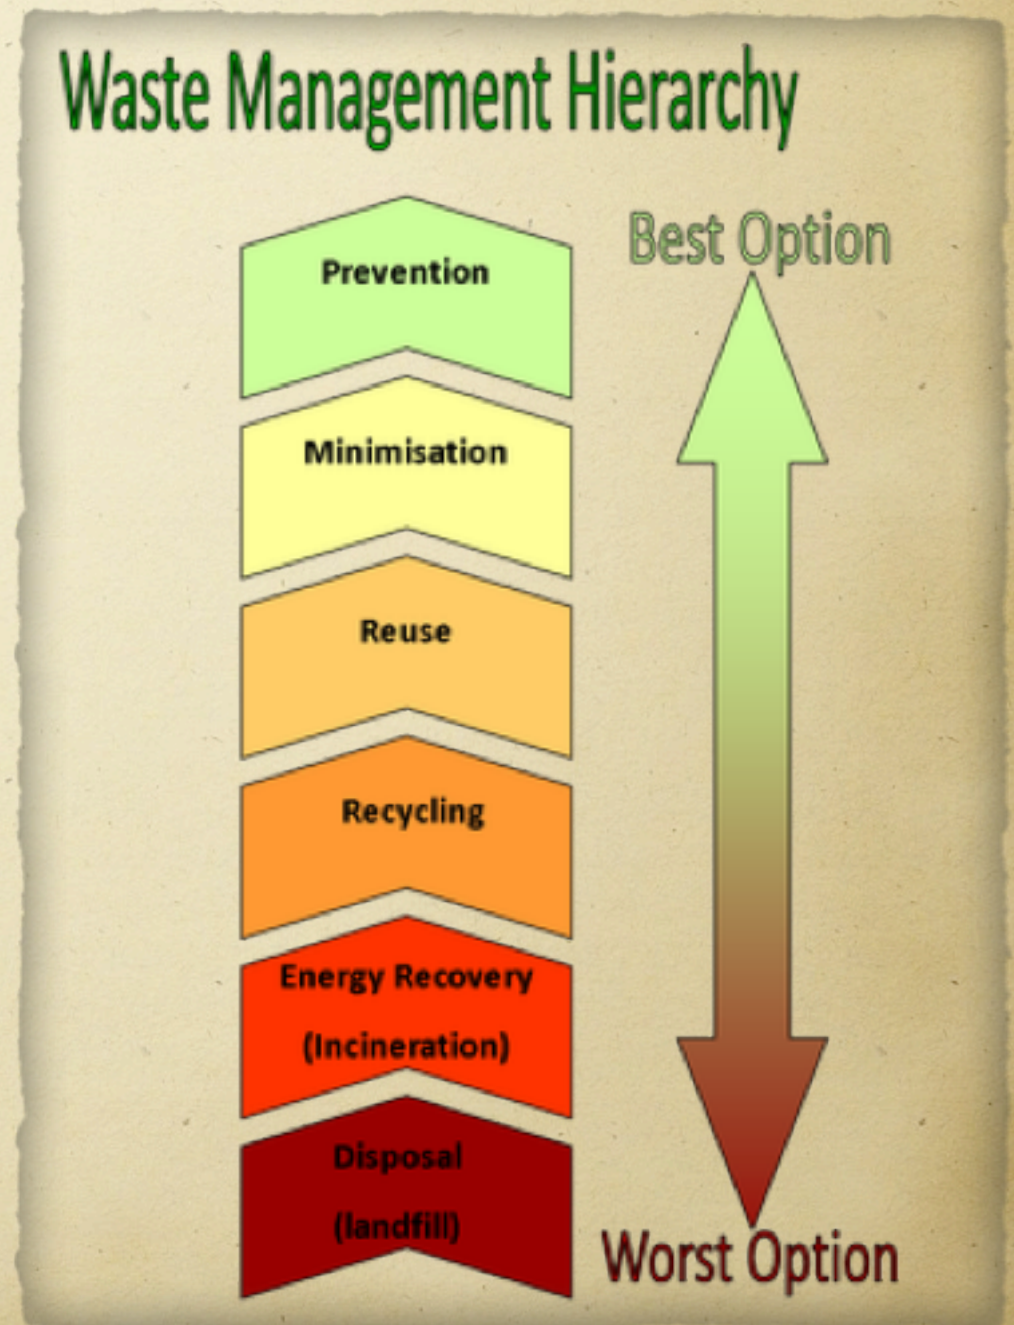 Waste Management Hierarchy
Best Option
Prevention
Minimisation
Reuse
Recycling
Energy Recovery
(Incineration)
Disposal
(landfill)
Worst Option